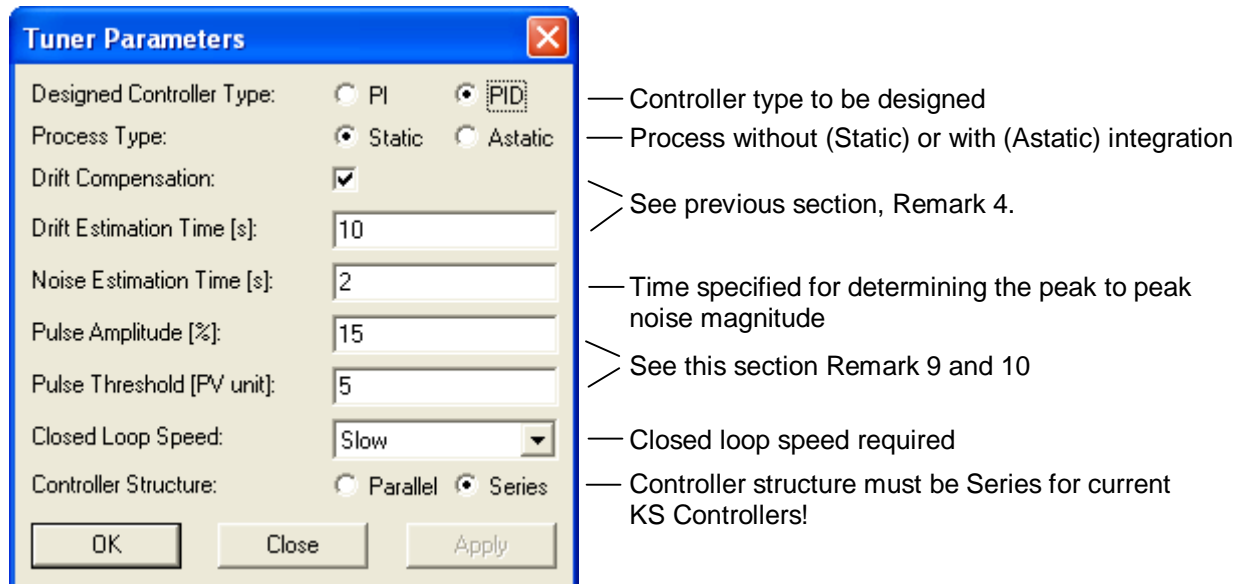 Tuner Parameters
Designed Controller Type: PI PID Controller type to be designed
Process Type: Static Astatic Process without (Static) or with (Astatic) integration
Drift Compensation:
See previous section, Remark 4.
Drift Estimation Time [s]: 10
Noise Estimation Time [s]: 2 Time specified for determining the peak to peak
noise magnitude
Pulse Amplitude [%]: 15
See this section Remark 9 and 10
Pulse Threshold [PV unit]: 5
Closed Loop Speed: Slow Closed loop speed required
Controller Structure: Parallel Series Controller structure must be Series for current
KS Controllers!
OK Close Apply